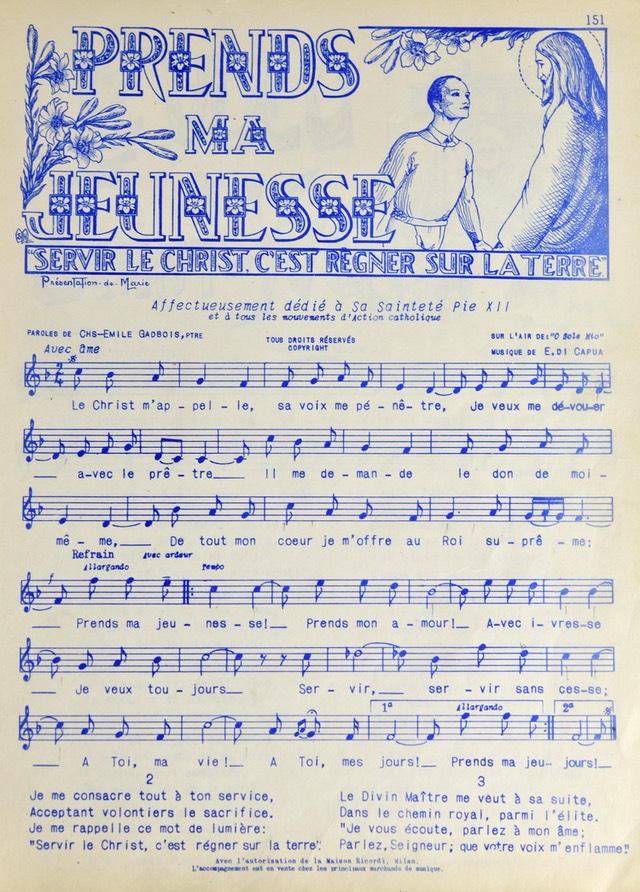 151
PRENDS
MA
JEUNESSE
"SERVIR LE CHRIST, C'EST RÉGNER SUR LA TERRE"
Présentation-de-Marie
Affectueusement dédié à Sa Sainteté Pie XII
et à tous les mouvements d'Action catholique
PAROLES DE CHS-EMILE GADBOIS, PTRE
TOUS DROITS RÉSERVÉS
COPYRIGHT
SUR L'AIR DE: "O Sole Mio"
MUSIQUE DE E. DI CAPUA
Avec âme
Le Christ m'ap - pel - le, sa voix me pé - nê - tre, Je veux me dé-vou-er
a-vec le prê - tre Il me de - man - de le don de moi -
mê - me, De tout mon coeur je m'offre au Roi su - prê - me;
Refrain Avec ardeur
Allargando tempo
Prends ma jeu - nes - se! Prends mon a - mour! A-vec i - vres-se
Je veux tou - jours Ser - vir, ser - vir sans ces-se;
1a Allargando 2a
A Toi, ma vie! A Toi, mes jours! Prends ma jeu- jours!
2
Je me consacre tout à ton service,
Acceptant volontiers le sacrifice.
Je me rappelle ce mot de lumière:
"Servir le Christ, c'est régner sur la terre".
3
Le Divin Maître me veut à sa suite,
Dans le chemin royal, parmi l'élite.
"Je vous écoute, parlez à mon âme;
Parlez, Seigneur; que votre voix m'enflamme."
Avec l'autorisation de la Maison Ricordi, Milan.
L'accompagnement est en vente chez les principaux marchands de musique.